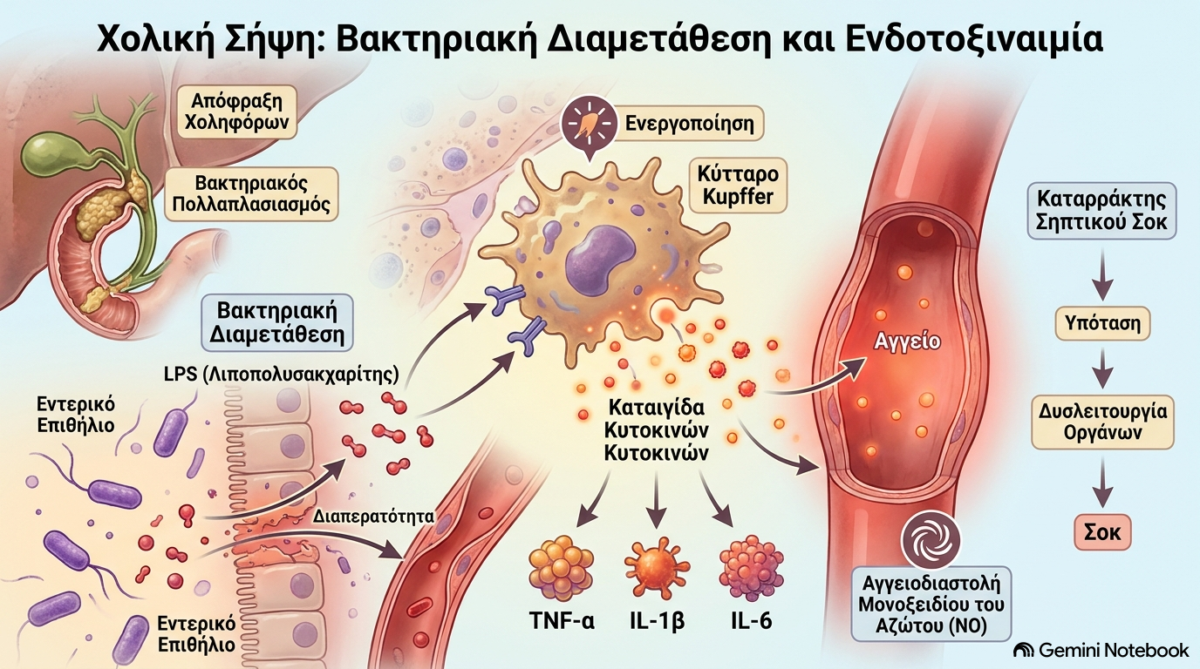 Χολική Σήψη: Βακτηριακή Διαμετάθεση και Ενδοτοξιναιμία
Απόφραξη
Χοληφόρων
Βακτηριακός
Πολλαπλασιασμός
Ενεργοποίηση
Κύτταρο
Kupffer
Καταρράκτης
Σηπτικού Σοκ
Υπόταση
Δυσλειτουργία
Οργάνων
Σοκ
Βακτηριακή
Διαμετάθεση
LPS (Λιποπολυσακχαρίτης)
Εντερικό
Επιθήλιο
Διαπερατότητα
Εντερικό
Επιθήλιο
Αγγείο
Καταιγίδα
Κυτοκινών
Κυτοκινών
TNF-α
IL-1β
IL-6
Αγγειοδιαστολή
Μονοξειδίου του
Αζώτου (NO)
Gemini Notebook